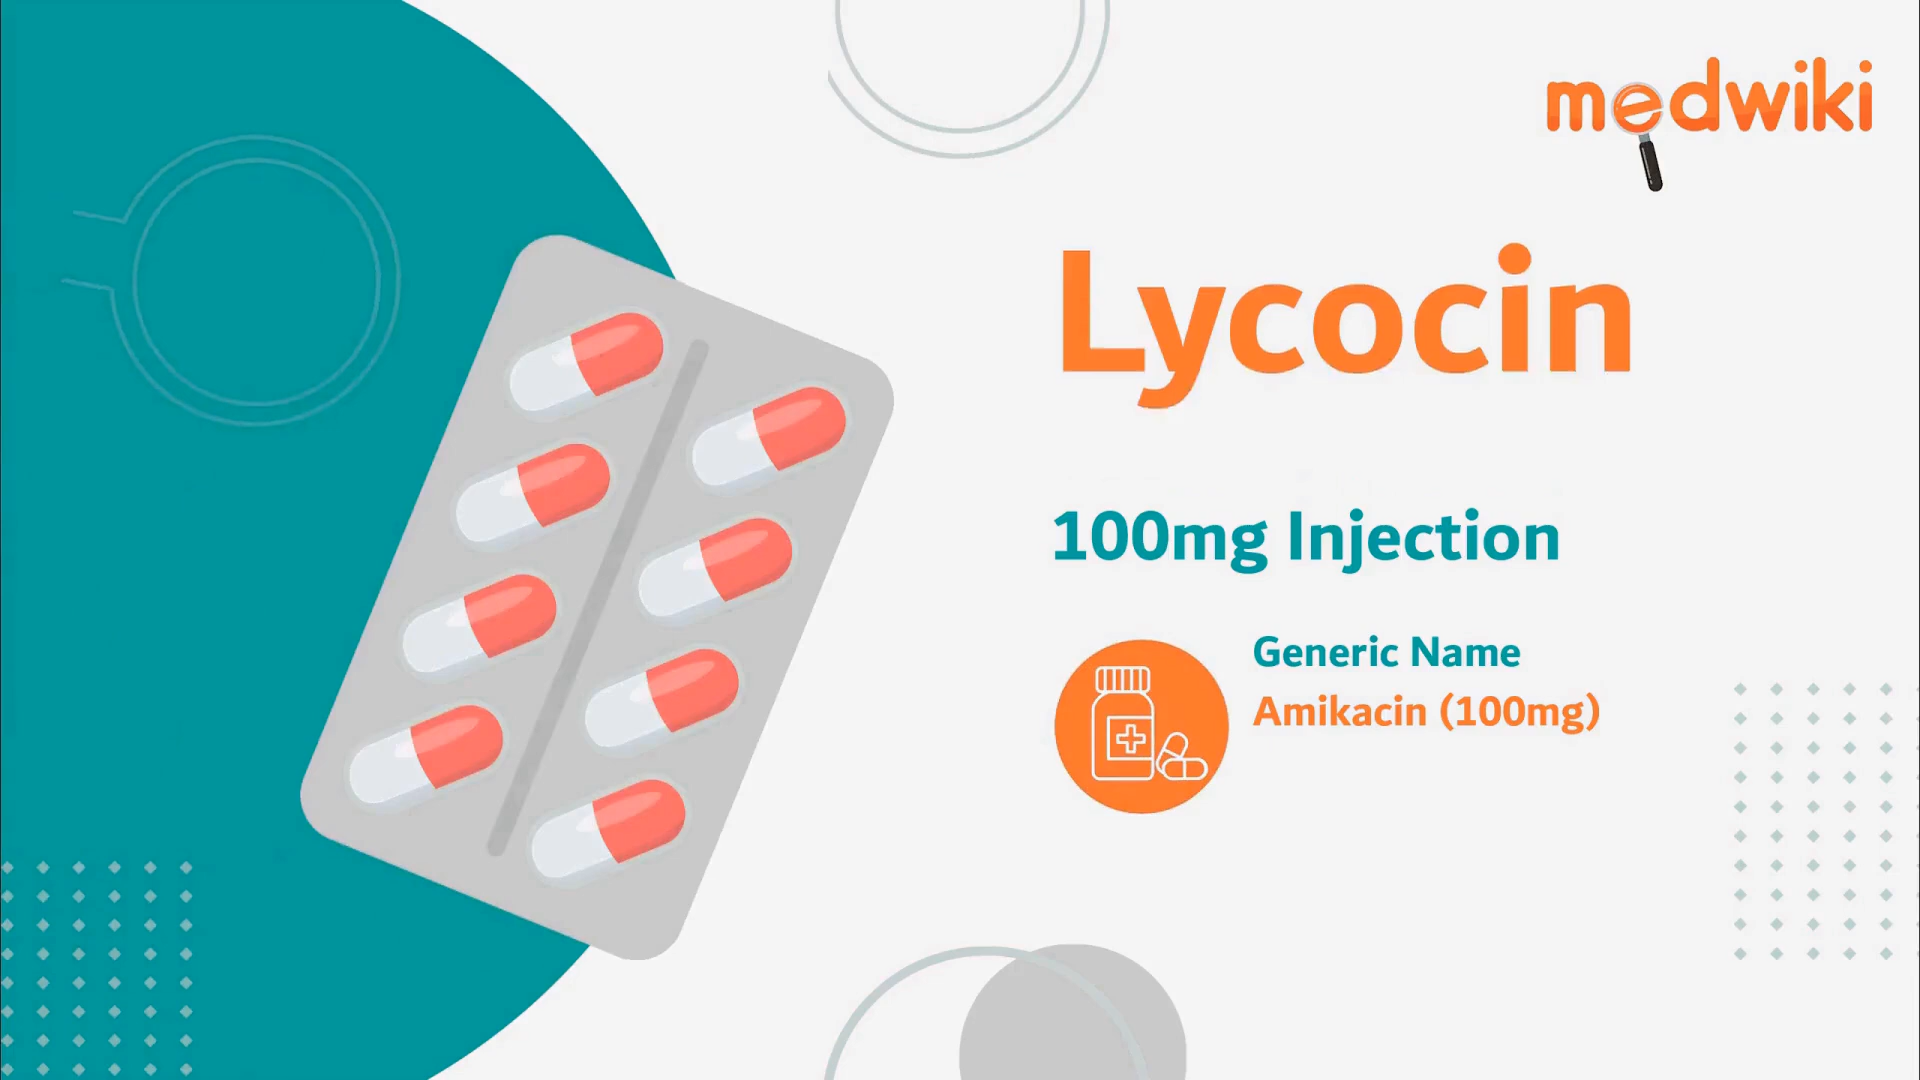 medwiki
Lycocin
100mg Injection
Generic Name
Amikacin (100mg)